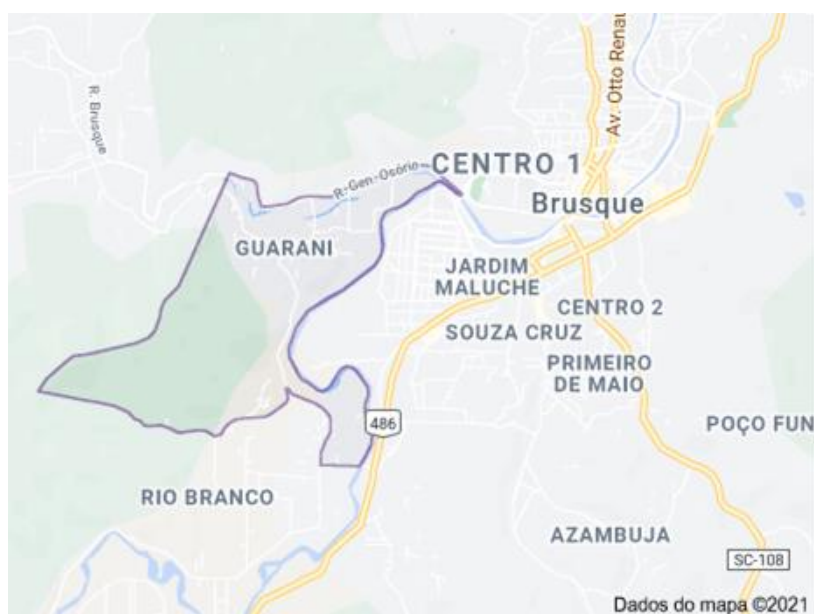 Av. Otto Renau
R. Brusque
CENTRO 1
R.-Gen.-Osório
Brusque
GUARANI
JARDIM
MALUCHE
CENTRO 2
SOUZA CRUZ
PRIMEIRO
DE MAIO
486
POÇO FUN
RIO BRANCO
AZAMBUJA
SC-108
Dados do mapa ©2021